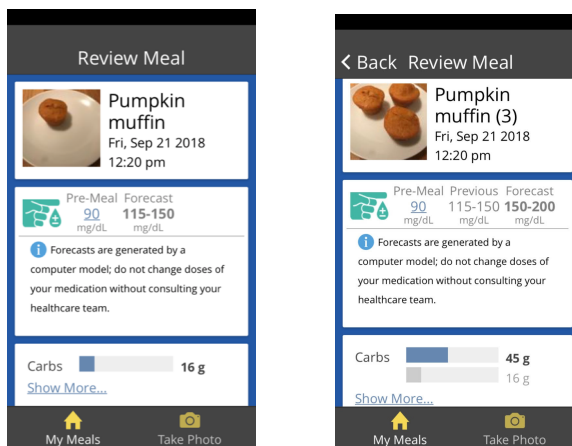 Review Meal
Pumpkin
muffin
Fri, Sep 21 2018
12:20 pm
Pre-Meal Forecast
90 115-150
mg/dL mg/dL
Forecasts are generated by a
computer model; do not change doses of
your medication without consulting your
healthcare team.
Carbs 16 g
Show More...
My Meals Take Photo
Back Review Meal
Pumpkin
muffin (3)
Fri, Sep 21 2018
12:20 pm
Pre-Meal Previous Forecast
90 115-150 150-200
mg/dL mg/dL mg/dL
Forecasts are generated by a
computer model; do not change doses of
your medication without consulting your
healthcare team.
Carbs 45 g
16 g
Show More...
My Meals Take Photo